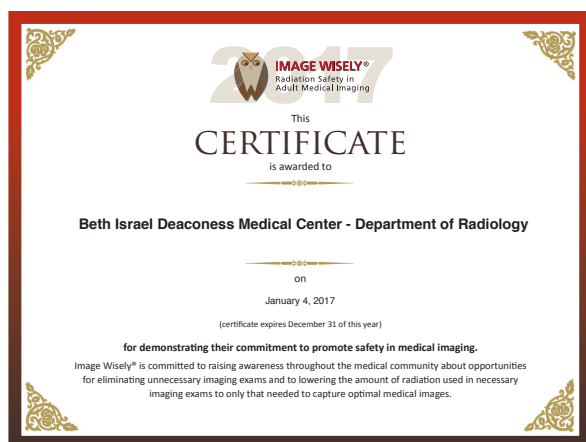 2017
IMAGE WISELY®
Radiation Safety in
Adult Medical Imaging
This
CERTIFICATE
is awarded to
Beth Israel Deaconess Medical Center - Department of Radiology
on
January 4, 2017
(certificate expires December 31 of this year)
for demonstrating their commitment to promote safety in medical imaging.
Image Wisely® is committed to raising awareness throughout the medical community about opportunities
for eliminating unnecessary imaging exams and to lowering the amount of radiation used in necessary
imaging exams to only that needed to capture optimal medical images.